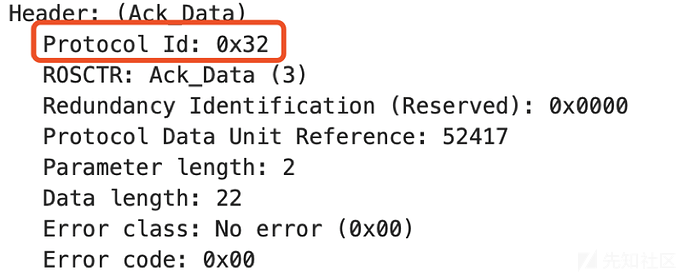 Header: (Ack_Data)
Protocol Id: 0x32
ROSCTR: Ack_Data (3)
Redundancy Identification (Reserved): 0x0000
Protocol Data Unit Reference: 52417
Parameter length: 2
Data length: 22
Error class: No error (0x00)
Error code: 0x00
先知社区